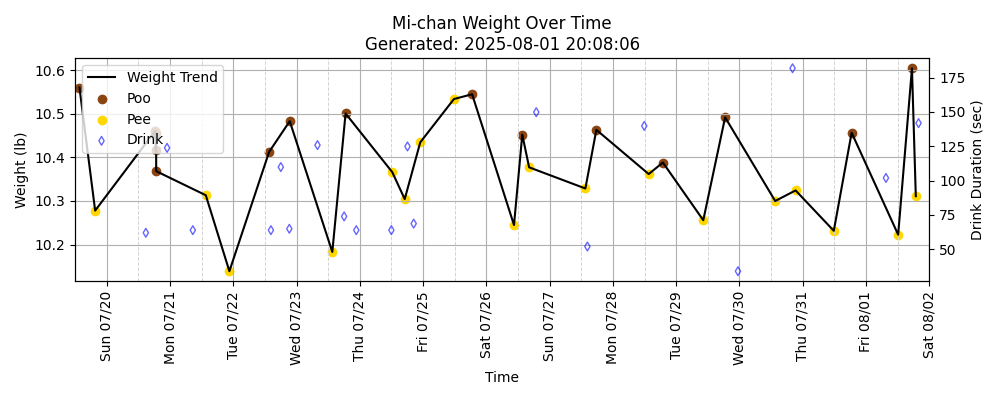 Mi-chan Weight Over Time
Generated: 2025-08-01 20:08:06
Weight (lb)
10.6
10.5
10.4
10.3
10.2
Weight Trend
Poo
Pee
Drink
175
150
125
100
75
50
Drink Duration (sec)
Sun 07/20
Mon 07/21
Tue 07/22
Wed 07/23
Thu 07/24
Fri 07/25
Sat 07/26
Sun 07/27
Mon 07/28
Tue 07/29
Wed 07/30
Thu 07/31
Fri 08/01
Sat 08/02
Time